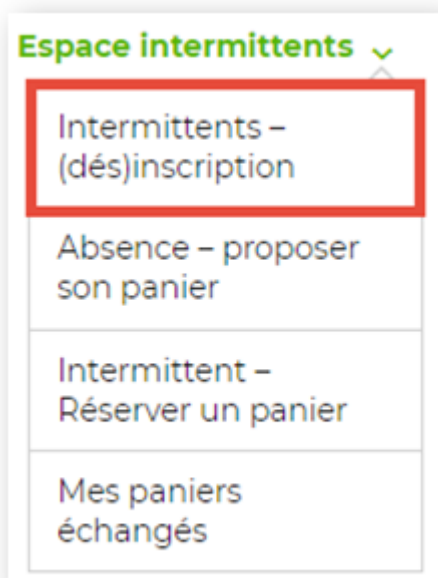 Espace intermittents
Intermittents –
(dés)inscription
Absence – proposer
son panier
Intermittent –
Réserver un panier
Mes paniers
échangés